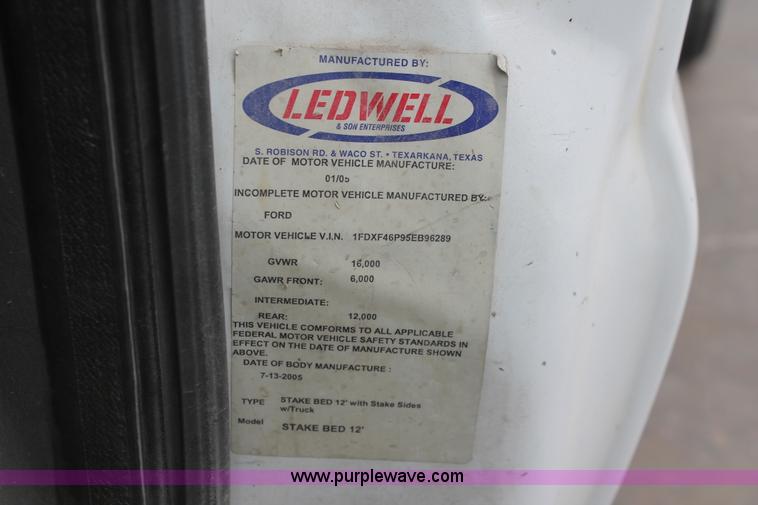 MANUFACTURED BY:
LEDWELL
& SON ENTERPRISES
S. ROBISON RD. & WACO ST. • TEXARKANA, TEXAS
DATE OF MOTOR VEHICLE MANUFACTURE:
01/05
INCOMPLETE MOTOR VEHICLE MANUFACTURED BY:
FORD
MOTOR VEHICLE V.I.N. 1FDXF46P95EB96289
GVWR 16,000
GAWR FRONT: 6,000
INTERMEDIATE:
REAR: 12,000
THIS VEHICLE COMFORMS TO ALL APPLICABLE
FEDERAL MOTOR VEHICLE SAFETY STANDARDS IN
EFFECT ON THE DATE OF MANUFACTURE SHOWN
ABOVE.
DATE OF BODY MANUFACTURE :
7-13-2005
TYPE STAKE BED 12' with Stake Sides
w/Truck
Model STAKE BED 12'
www.purplewave.com